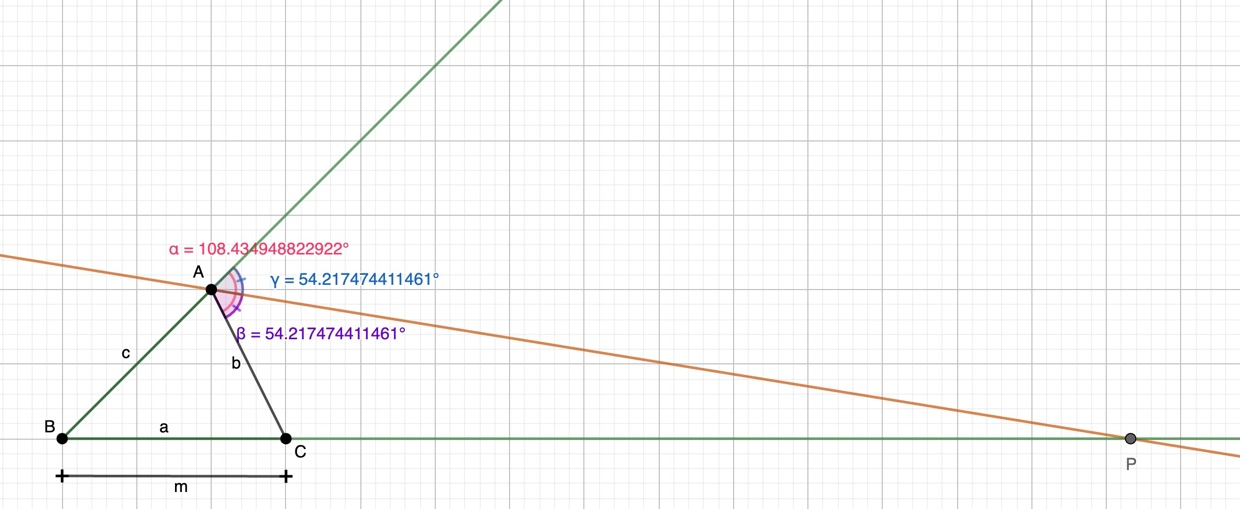 α = 108.434948822922°
A
γ = 54.217474411461°
β = 54.217474411461°
c
b
B
a
C
P
m